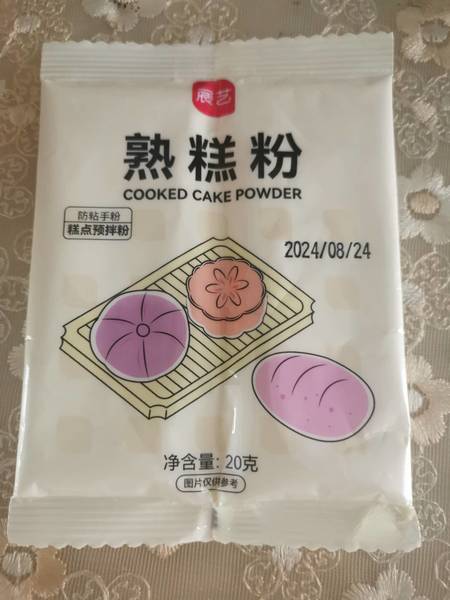 展艺
熟糕粉
COOKED CAKE POWDER
防粘手粉
糕点预拌粉
2024/08/24
净含量: 20克
图片仅供参考